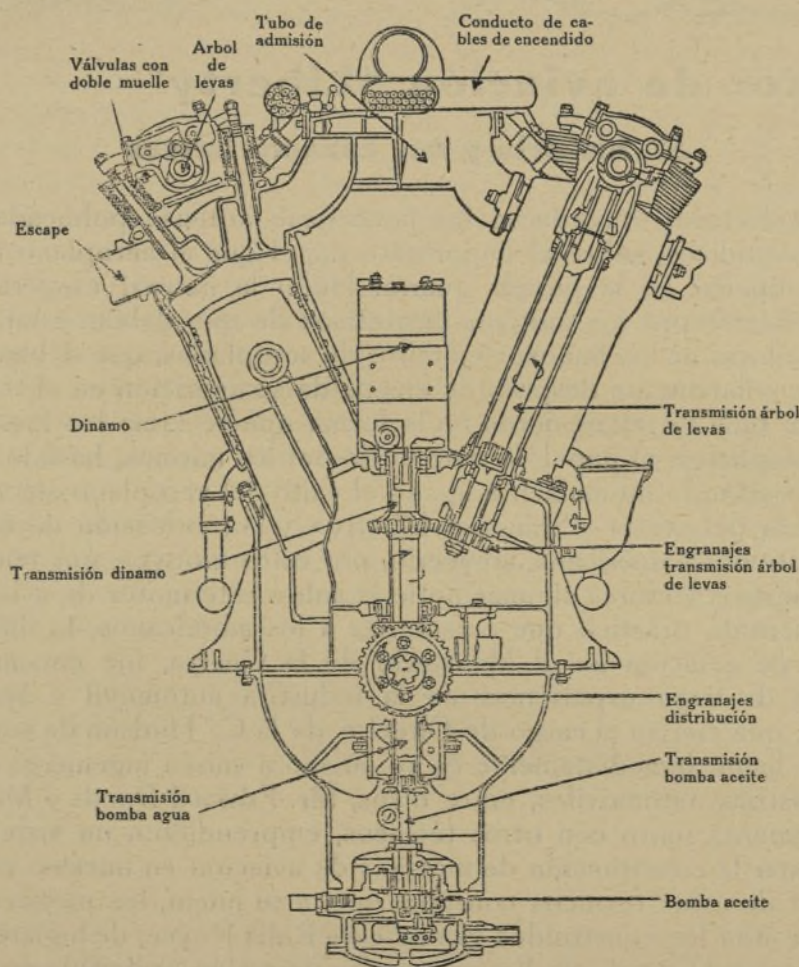 Tubo de
admisión
Conducto de ca-
bles de encendido
Arbol
de
levas
Válvulas con
doble muelle
Escape
Dinamo
Transmisión árbol
de levas
Transmisión dinamo
Engranajes
transmisión árbol
de levas
Engranajes
distribución
Transmisión
bomba agua
Transmisión
bomba aceite
Bomba aceite